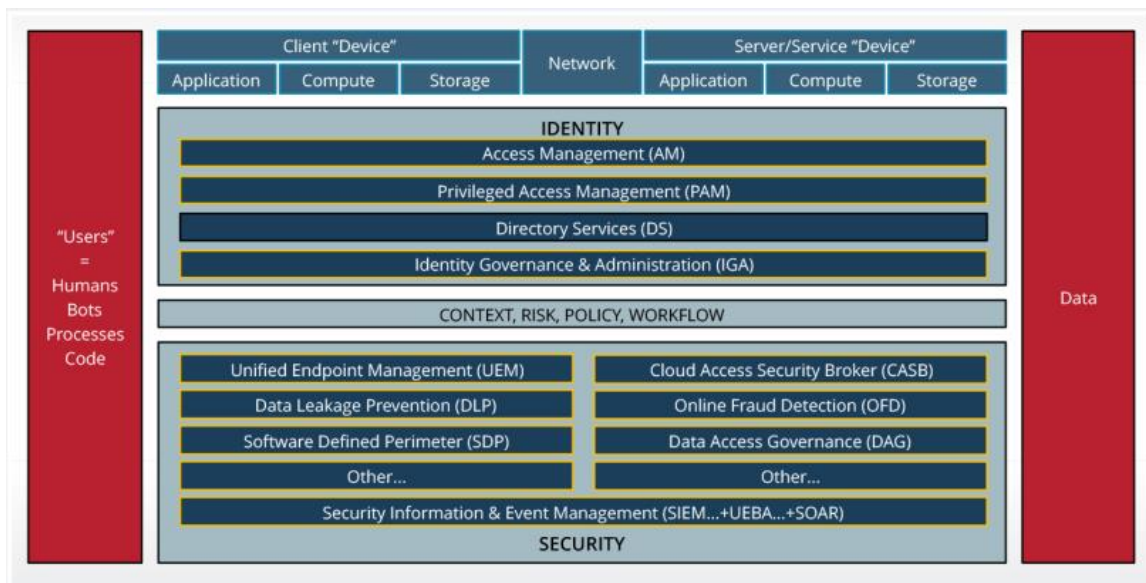 Client “Device”
Network
Server/Service “Device”
Application
Compute
Storage
Application
Compute
Storage
“Users”
=
Humans
Bots
Processes
Code
IDENTITY
Access Management (AM)
Privileged Access Management (PAM)
Directory Services (DS)
Identity Governance & Administration (IGA)
CONTEXT, RISK, POLICY, WORKFLOW
Unified Endpoint Management (UEM)
Cloud Access Security Broker (CASB)
Data Leakage Prevention (DLP)
Online Fraud Detection (OFD)
Software Defined Perimeter (SDP)
Data Access Governance (DAG)
Other...
Other...
Security Information & Event Management (SIEM...+UEBA...+SOAR)
SECURITY
Data